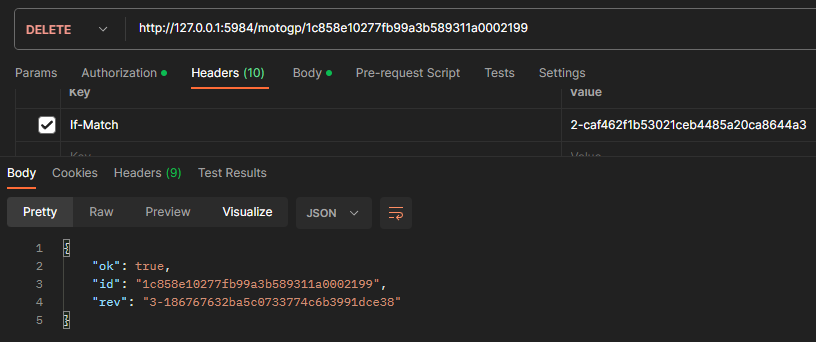 DELETE http://127.0.0.1:5984/motogp/1c858e10277fb99a3b589311a0002199
Params Authorization Headers (10) Body Pre-request Script Tests Settings
Key Value
If-Match 2-caf462f1b53021ceb4485a20ca8644a3
Key Value
Body Cookies Headers (9) Test Results
Pretty Raw Preview Visualize JSON
1 {
2 "ok": true,
3 "id": "1c858e10277fb99a3b589311a0002199",
4 "rev": "3-186767632ba5c0733774c6b3991dce38"
5 }